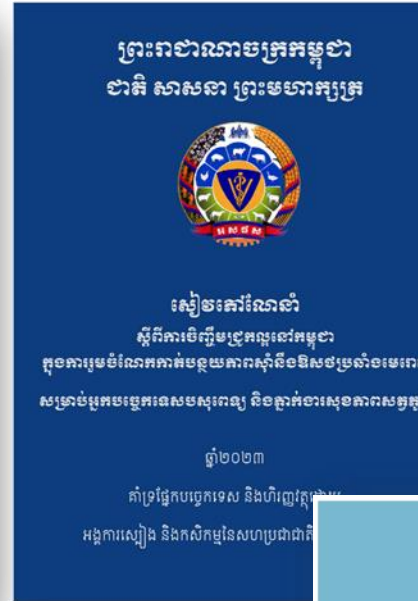 ព្រះរាជាណាចក្រកម្ពុជា
ជាតិ សាសនា ព្រះមហាក្សត្រ
អ ស ផ ស
សៀវភៅណែនាំ
ស្តីពីការចិញ្ចឹមជ្រូកល្អនៅកម្ពុជា
ក្នុងការរួមចំណែកកាត់បន្ថយភាពស៊ាំនឹងឱសថប្រឆាំង
សម្រាប់អ្នកបច្ចេកទេសបសុពេទ្យ និងភ្នាក់ងារសុខភាព
ឆ្នាំ២០២៣
គាំទ្រផ្នែកបច្ចេកទេស និងហិរញ្ញវត្ថុដោយ
អង្គការស្បៀង និងកសិកម្មនៃសហប្រជាជាតិ